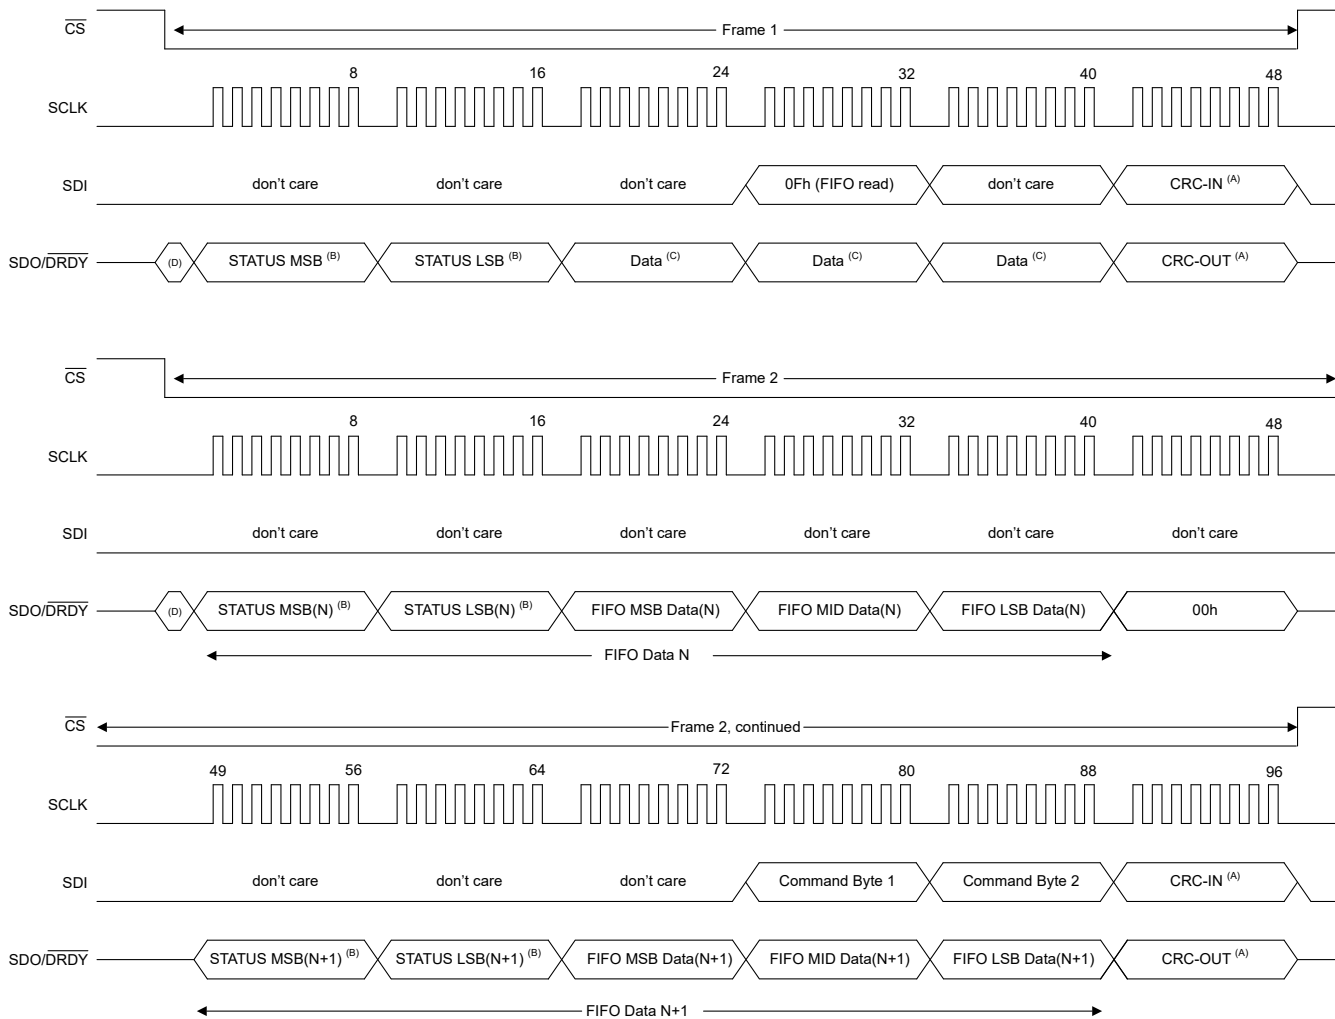 CS Frame 1
8 16 24 32 40 48
SCLK
SDI don't care don't care don't care 0Fh (FIFO read) don't care CRC-IN (A)
SDO/DRDY (D) STATUS MSB (B) STATUS LSB (B) Data (C) Data (C) Data (C) CRC-OUT (A)
CS Frame 2
8 16 24 32 40 48
SCLK
SDI don't care don't care don't care don't care don't care don't care
SDO/DRDY (D) STATUS MSB(N) (B) STATUS LSB(N) (B) FIFO MSB Data(N) FIFO MID Data(N) FIFO LSB Data(N) 00h
FIFO Data N
CS Frame 2, continued
49 56 64 72 80 88 96
SCLK
SDI don't care don't care don't care Command Byte 1 Command Byte 2 CRC-IN (A)
SDO/DRDY STATUS MSB(N+1) (B) STATUS LSB(N+1) (B) FIFO MSB Data(N+1) FIFO MID Data(N+1) FIFO LSB Data(N+1) CRC-OUT (A)
FIFO Data N+1